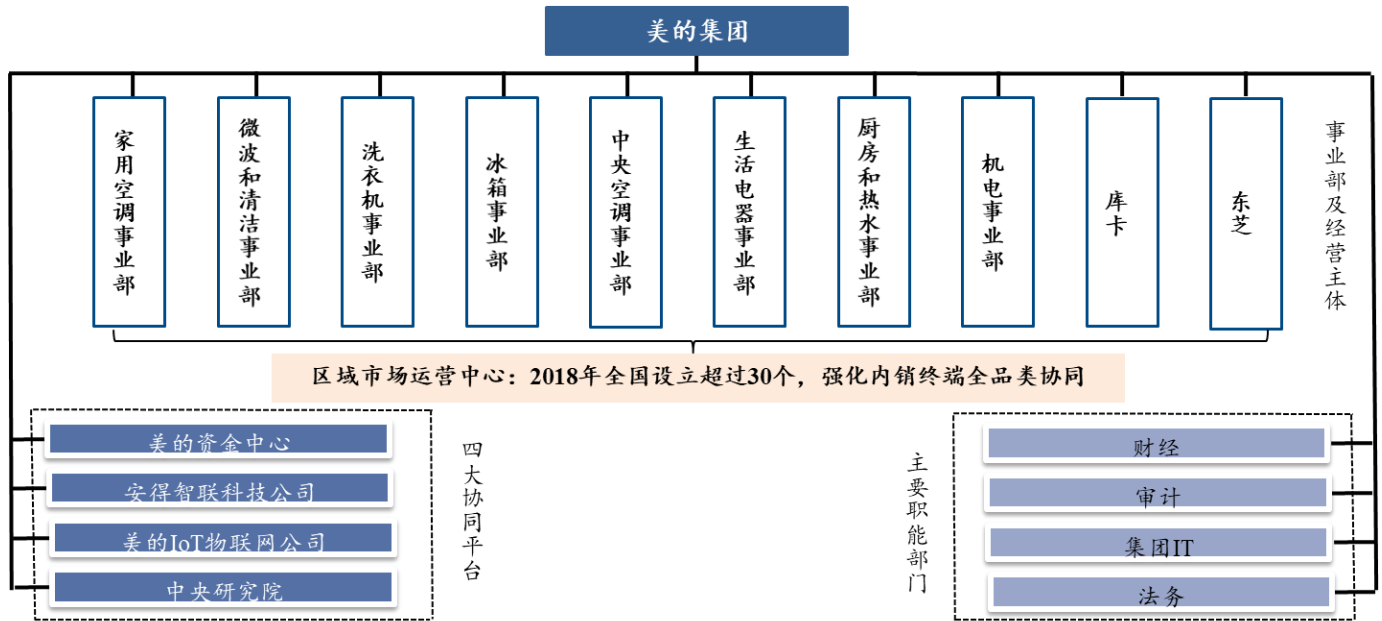 美的集团
家用空调事业部
微波和清洁事业部
洗衣机事业部
冰箱事业部
中央空调事业部
生活电器事业部
厨房和热水事业部
机电事业部
库卡
东芝
事业部及经营主体
区域市场运营中心：2018年全国设立超过30个，强化内销终端全品类协同
美的资金中心
安得智联科技公司
美的IoT物联网公司
中央研究院
四大协同平台
主要职能部门
财经
审计
集团IT
法务